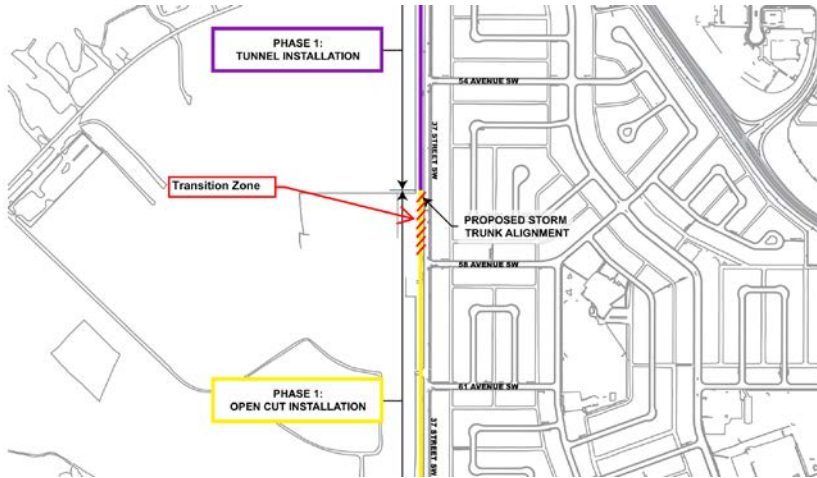 PHASE 1:
TUNNEL INSTALLATION
54 AVENUE SW
37 STREET SW
Transition Zone
PROPOSED STORM
TRUNK ALIGNMENT
58 AVENUE SW
PHASE 1:
OPEN CUT INSTALLATION
61 AVENUE SW
37 STREET SW